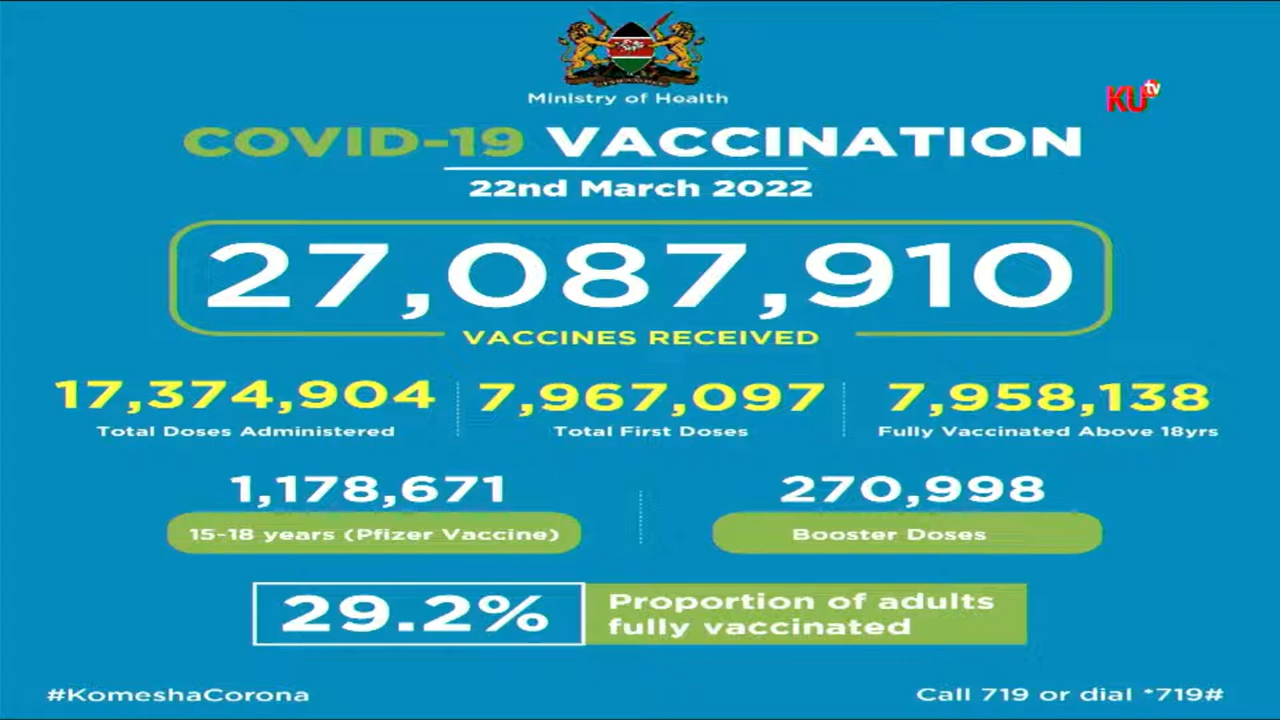 Ministry of Health
KUtv
COVID-19 VACCINATION
22nd March 2022
27,087,910
VACCINES RECEIVED
17,374,904
Total Doses Administered
7,967,097
Total First Doses
7,958,138
Fully Vaccinated Above 18yrs
1,178,671
15-18 years (Pfizer Vaccine)
270,998
Booster Doses
29.2%
Proportion of adults
fully vaccinated
#KomeshaCorona
Call 719 or dial *719#